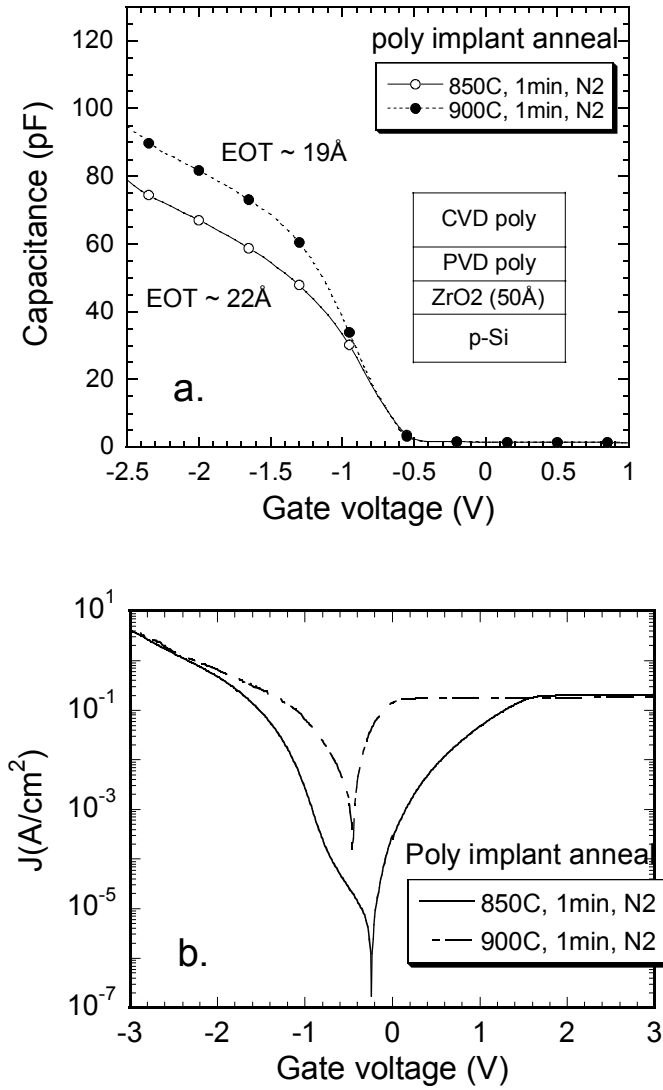 120
100
80
60
40
20
0
Capacitance (pF)
poly implant anneal
850C, 1min, N2
900C, 1min, N2
EOT ~ 19Å
EOT ~ 22Å
CVD poly
PVD poly
ZrO2 (50Å)
p-Si
a.
-2.5 -2 -1.5 -1 -0.5 0 0.5 1
Gate voltage (V)
10^1
10^-1
10^-3
10^-5
10^-7
J(A/cm^2)
Poly implant anneal
850C, 1min, N2
900C, 1min, N2
b.
-3 -2 -1 0 1 2 3
Gate voltage (V)